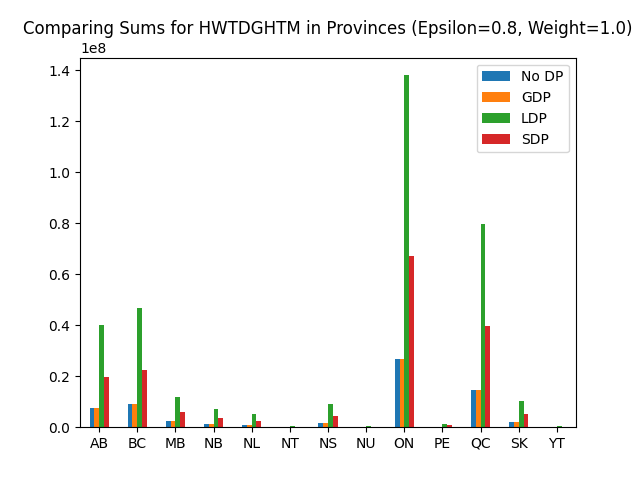 Comparing Sums for HWTDGHTM in Provinces (Epsilon=0.8, Weight=1.0)
1e8
1.4
1.2
1.0
0.8
0.6
0.4
0.2
0.0
No DP
GDP
LDP
SDP
AB BC MB NB NL NT NS NU ON PE QC SK YT